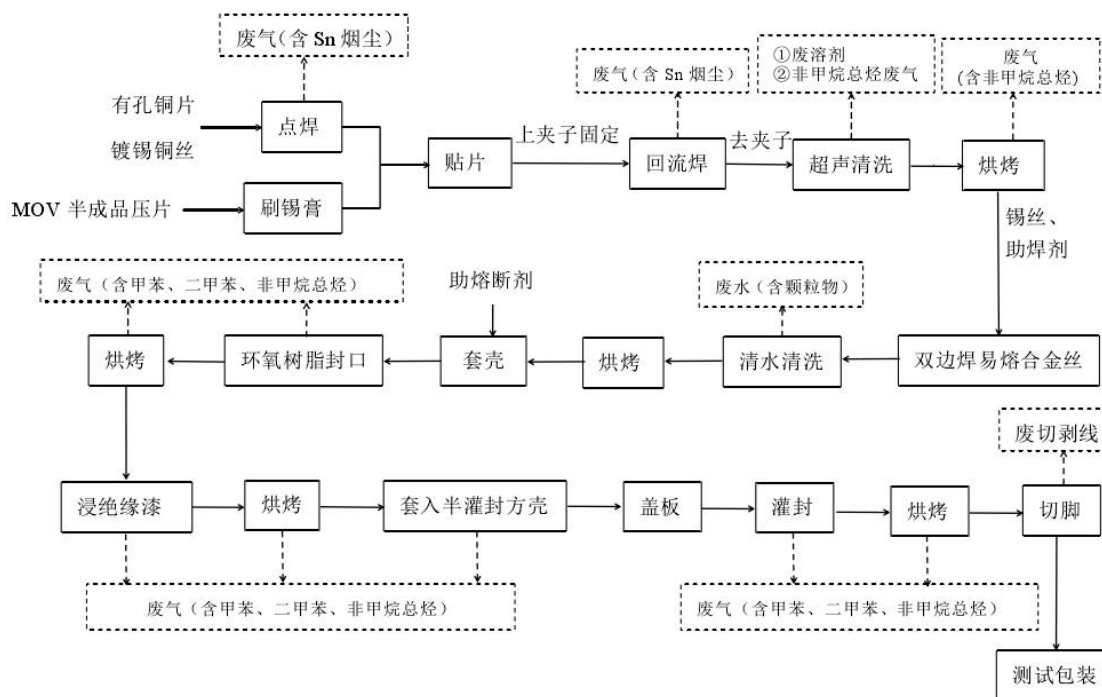 废气(含 Sn 烟尘)
有孔铜片
镀锡铜丝
点焊
MOV 半成品压片
刷锡膏
贴片
上夹子固定
废气(含 Sn 烟尘)
回流焊
去夹子
①废溶剂
②非甲烷总烃废气
超声清洗
废气
(含非甲烷总烃)
烘烤
锡丝、
助焊剂
双边焊易熔合金丝
废水(含颗粒物)
清水清洗
烘烤
助熔断剂
套壳
废气(含甲苯、二甲苯、非甲烷总烃)
环氧树脂封口
烘烤
浸绝缘漆
烘烤
套入半灌封方壳
废气(含甲苯、二甲苯、非甲烷总烃)
盖板
灌封
烘烤
废气(含甲苯、二甲苯、非甲烷总烃)
废切剥线
切脚
测试包装